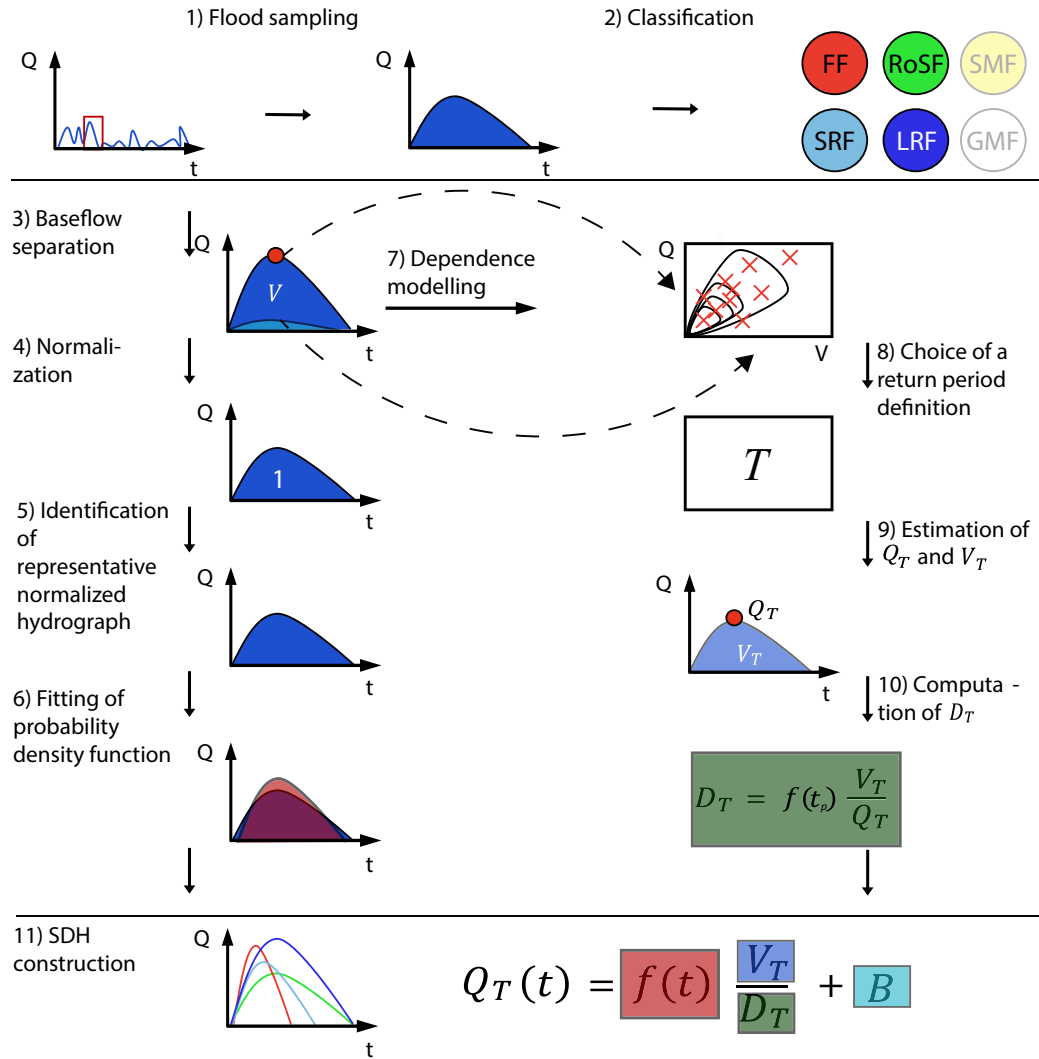 1) Flood sampling
2) Classification
Q
t
Q
t
FF
RoSF
SMF
SRF
LRF
GMF
3) Baseflow
separation
Q
V
t
7) Dependence
modelling
Q
V
4) Normali-
zation
8) Choice of a
return period
definition
Q
1
t
T
5) Identification
of
representative
normalized
hydrograph
9) Estimation of
Q_T and V_T
Q
t
Q
Q_T
V_T
t
6) Fitting of
probability
density function
10) Computa -
tion of D_T
Q
t
D_T = f(t_p) V_T / Q_T
11) SDH
construction
Q
t
Q_T(t) = f(t) V_T / D_T + B